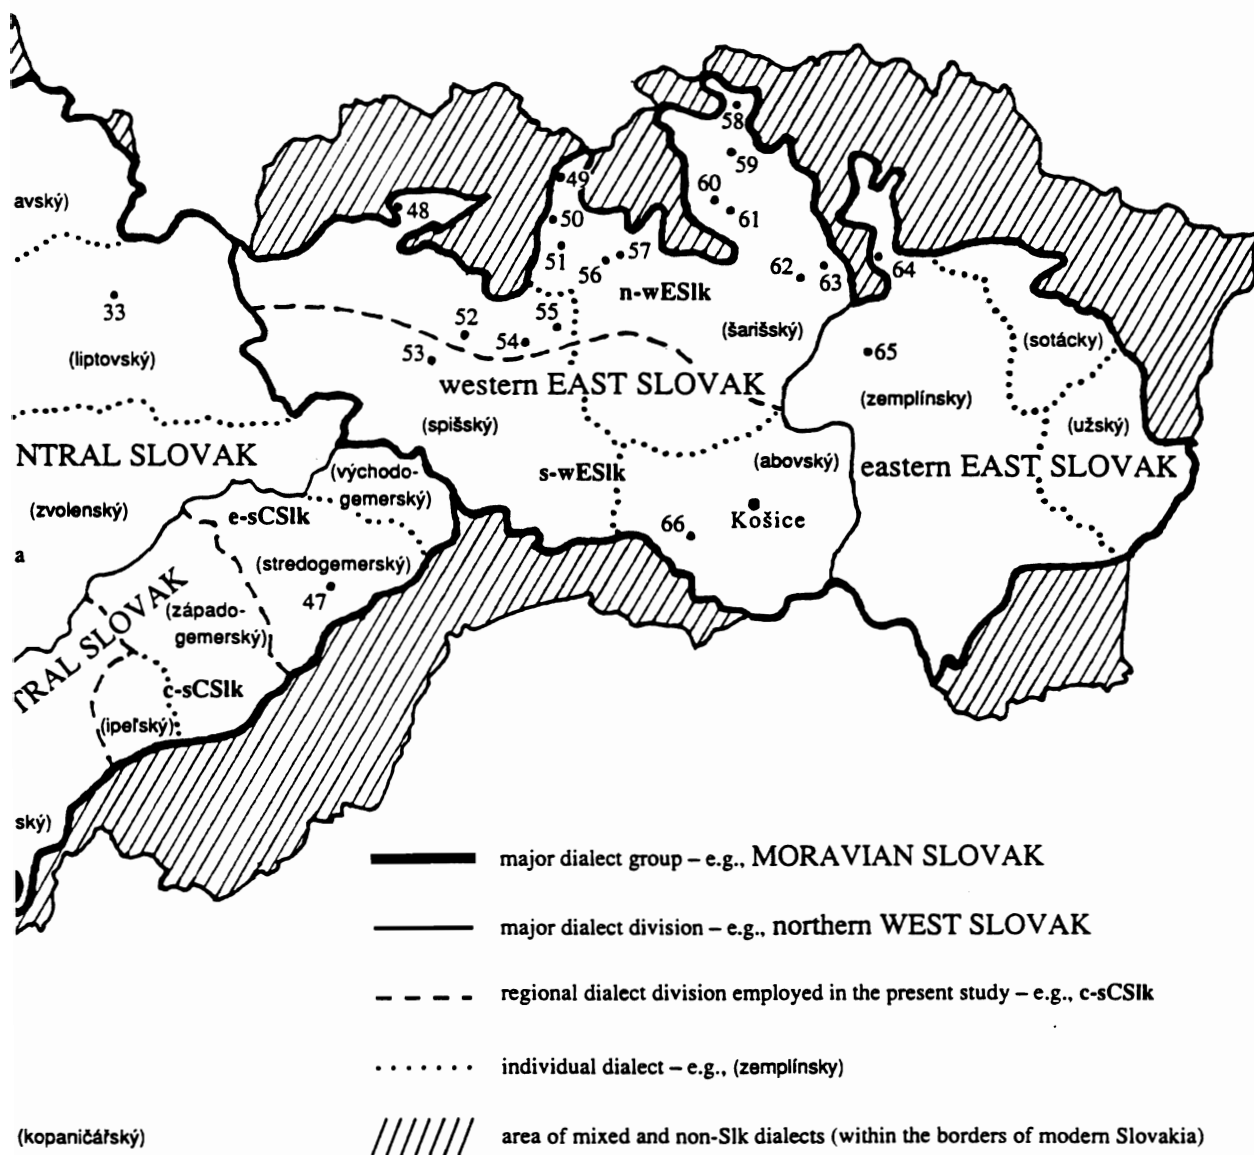 58
59
60
61
49
48
50
51
57
56
62
63
64
avský)
33
(liptovský)
n-wESlk
(šarišský)
(sotácky)
52
55
54
53
65
western EAST SLOVAK
(zemplínsky)
(spišský)
(užský)
NTRAL SLOVAK
(východo-
gemerský)
s-wESlk
(abovský)
eastern EAST SLOVAK
(zvolenský)
e-sCSlk
Košice
66
a
(stredogemerský)
47
(západo-
gemerský)
TRAL SLOVAK
c-sCSlk
(ipeľský)
ský)
major dialect group – e.g., MORAVIAN SLOVAK
major dialect division – e.g., northern WEST SLOVAK
regional dialect division employed in the present study – e.g., c-sCSlk
individual dialect – e.g., (zemplínsky)
(kopaničářský)
area of mixed and non-Slk dialects (within the borders of modern Slovakia)